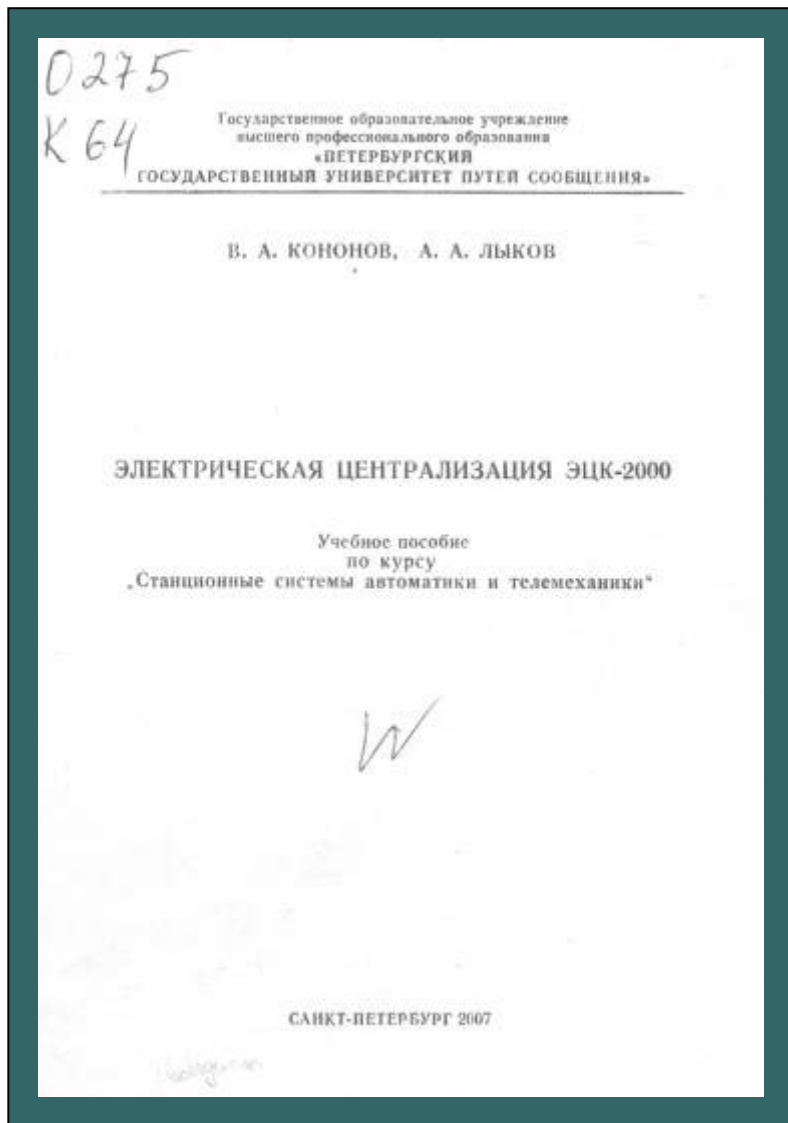 0275
К 64
Государственное образовательное учреждение
высшего профессионального образования
«ПЕТЕРБУРГСКИЙ
ГОСУДАРСТВЕННЫЙ УНИВЕРСИТЕТ ПУТЕЙ СООБЩЕНИЯ»
В. А. КОНОНОВ, А. А. ЛЫКОВ
ЭЛЕКТРИЧЕСКАЯ ЦЕНТРАЛИЗАЦИЯ ЭЦК-2000
Учебное пособие
по курсу
„Станционные системы автоматики и телемеханики“
САНКТ-ПЕТЕРБУРГ 2007